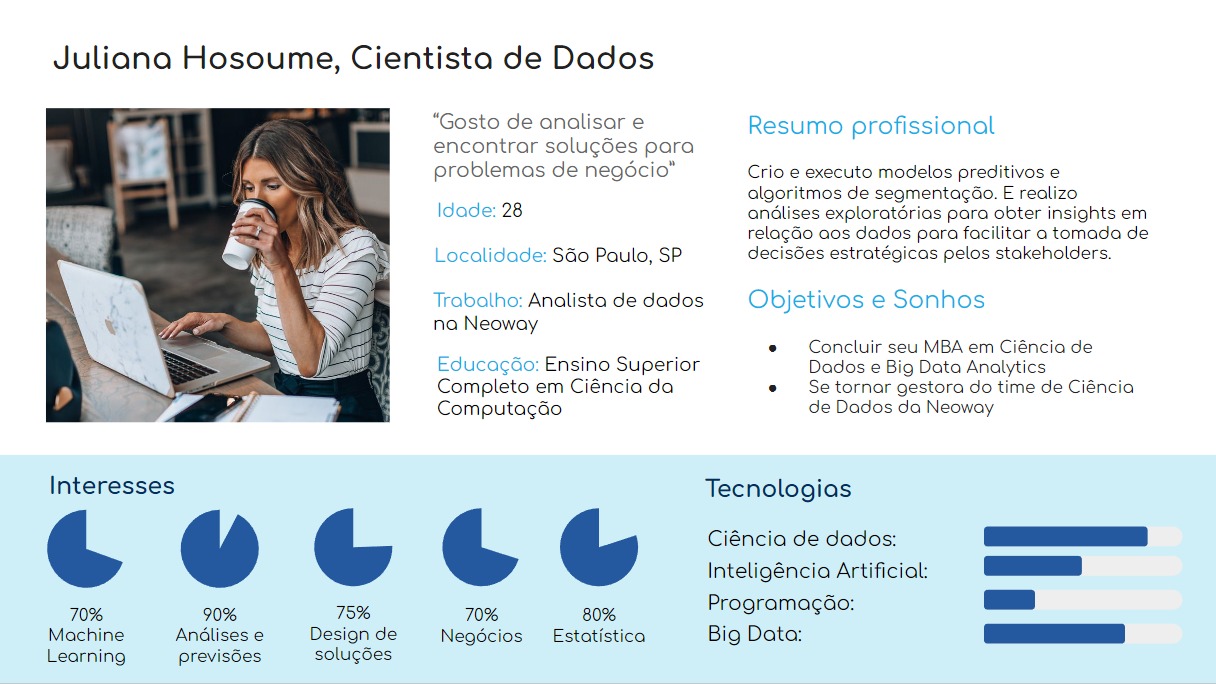 Juliana Hosoume, Cientista de Dados
“Gosto de analisar e
encontrar soluções para
problemas de negócio”
Idade: 28
Localidade: São Paulo, SP
Trabalho: Analista de dados
na Neoway
Educação: Ensino Superior
Completo em Ciência da
Computação
Resumo profissional
Crio e executo modelos preditivos e
algoritmos de segmentação. E realizo
análises exploratórias para obter insights em
relação aos dados para facilitar a tomada de
decisões estratégicas pelos stakeholders.
Objetivos e Sonhos
● Concluir seu MBA em Ciência de
Dados e Big Data Analytics
● Se tornar gestora do time de Ciência
de Dados da Neoway
Interesses
70%
Machine
Learning
90%
Análises e
previsões
75%
Design de
soluções
70%
Negócios
80%
Estatística
Tecnologias
Ciência de dados:
Inteligência Artificial:
Programação:
Big Data: